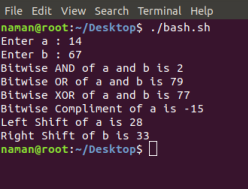 File Edit View Search Terminal Help
naman@root:~/Desktop$ ./bash.sh
Enter a : 14
Enter b : 67
Bitwise AND of a and b is 2
Bitwise OR of a and b is 79
Bitwise XOR of a and b is 77
Bitwise Compliment of a is -15
Left Shift of a is 28
Right Shift of b is 33
naman@root:~/Desktop$